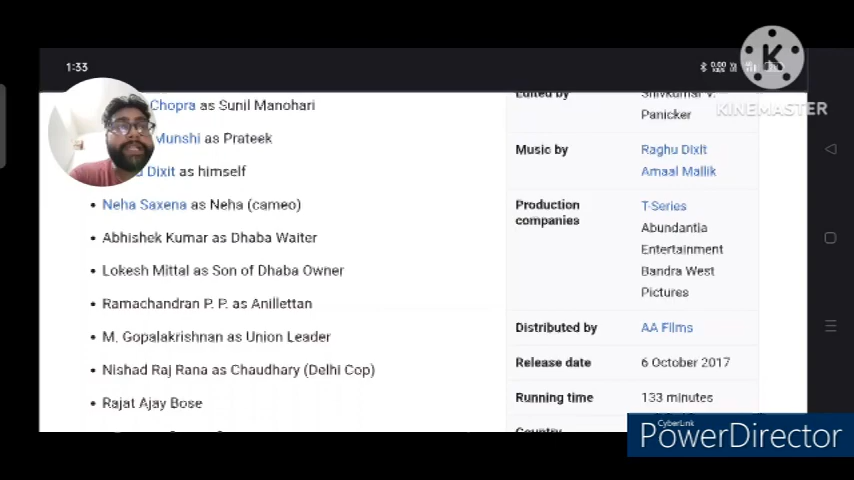 1:33
KINEMASTER
Chopra as Sunil Manohari
Munshi as Prateek
Dixit as himself
Neha Saxena as Neha (cameo)
Abhishek Kumar as Dhaba Waiter
Lokesh Mittal as Son of Dhaba Owner
Ramachandran P. P. as Anillettan
M. Gopalakrishnan as Union Leader
Nishad Raj Rana as Chaudhary (Delhi Cop)
Rajat Ajay Bose
Edited by
Shivkumar V.
Panicker
Music by
Raghu Dixit
Amaal Mallik
Production
companies
T-Series
Abundantia
Entertainment
Bandra West
Pictures
Distributed by
AA Films
Release date
6 October 2017
Running time
133 minutes
Country
CyberLink
PowerDirector